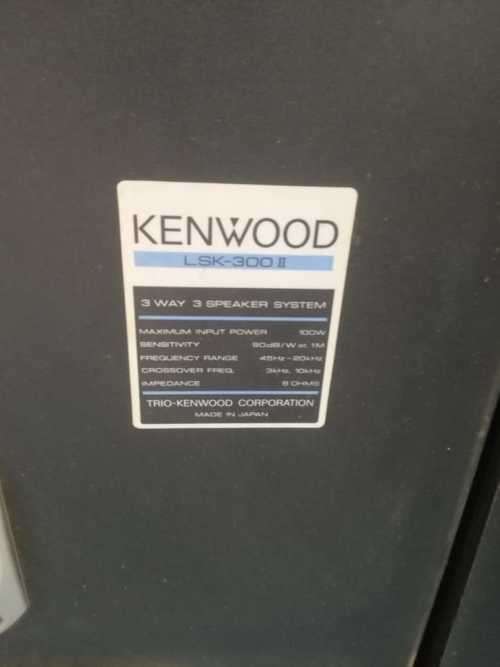 KENWOOD
LSK-300 II
3 WAY 3 SPEAKER SYSTEM
MAXIMUM INPUT POWER 100W
SENSITIVITY 90dB/W at 1M
FREQUENCY RANGE 45Hz-20kHz
CROSSOVER FREQ. 3kHz, 10kHz
IMPEDANCE 8 OHMS
TRIO-KENWOOD CORPORATION
MADE IN JAPAN